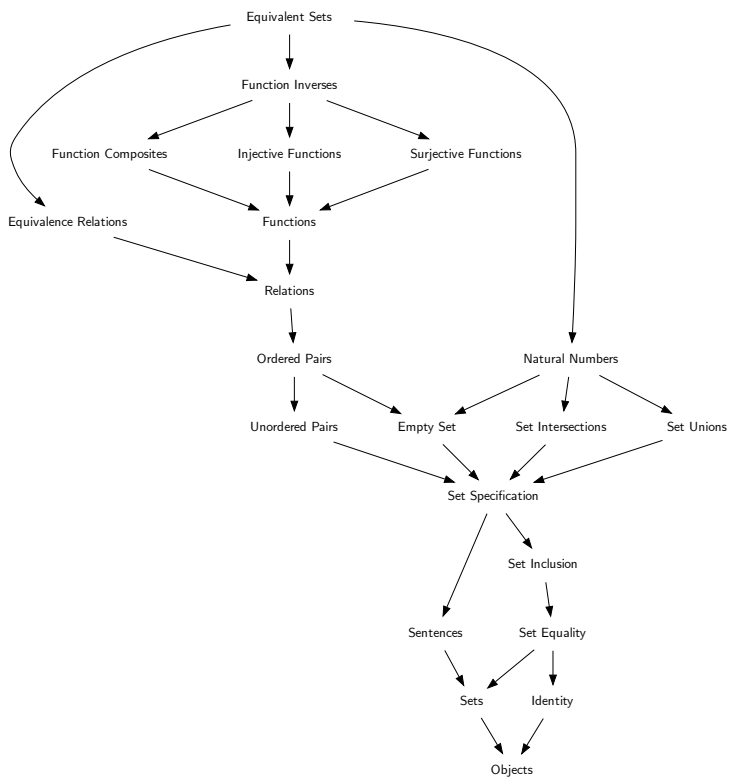 Equivalent Sets
Function Inverses
Function Composites
Injective Functions
Surjective Functions
Equivalence Relations
Functions
Relations
Ordered Pairs
Natural Numbers
Unordered Pairs
Empty Set
Set Intersections
Set Unions
Set Specification
Set Inclusion
Sentences
Set Equality
Sets
Identity
Objects